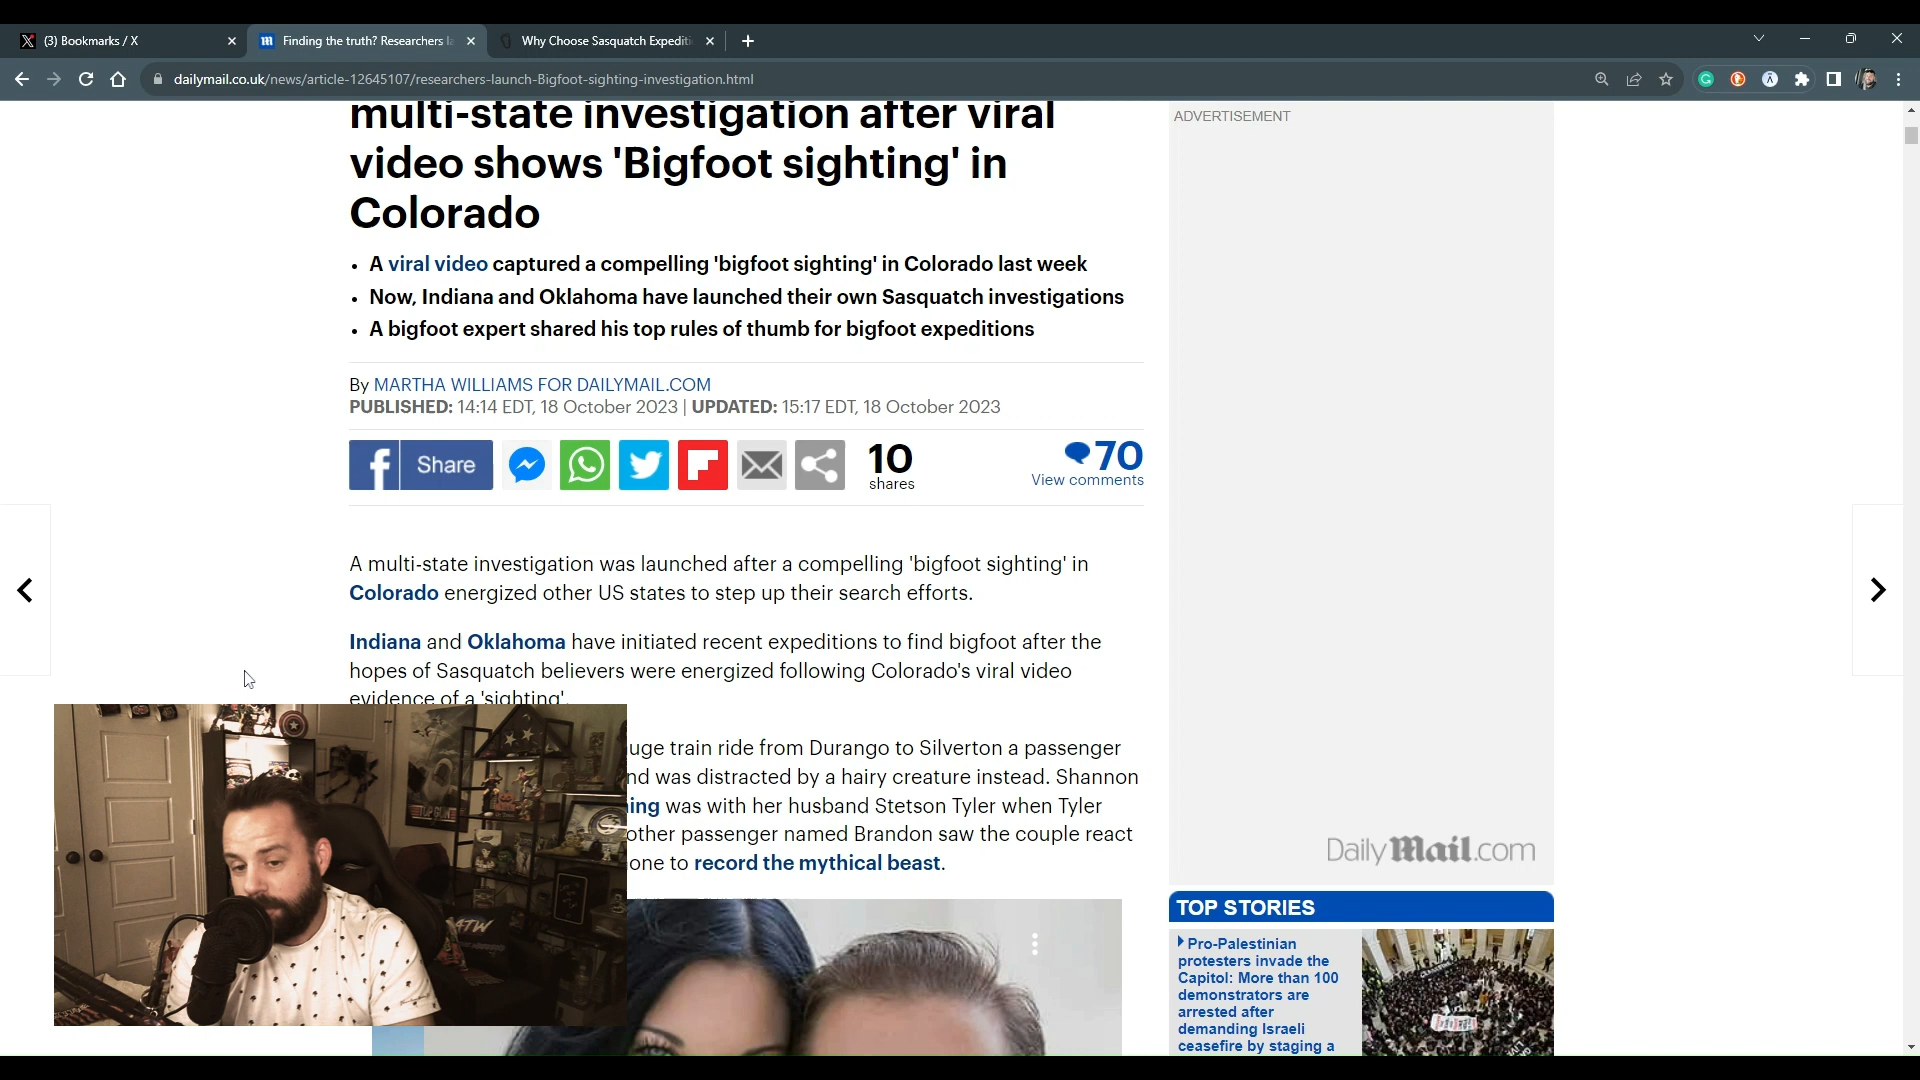 (3) Bookmarks / X
Finding the truth? Researchers la
Why Choose Sasquatch Expediti
dailymail.co.uk/news/article-12645107/researchers-launch-Bigfoot-sighting-investigation.html
multi-state investigation after viral
video shows 'Bigfoot sighting' in
Colorado
• A viral video captured a compelling 'bigfoot sighting' in Colorado last week
• Now, Indiana and Oklahoma have launched their own Sasquatch investigations
• A bigfoot expert shared his top rules of thumb for bigfoot expeditions
By MARTHA WILLIAMS FOR DAILYMAIL.COM
PUBLISHED: 14:14 EDT, 18 October 2023 | UPDATED: 15:17 EDT, 18 October 2023
Share
10
shares
70
View comments
A multi-state investigation was launched after a compelling 'bigfoot sighting' in
Colorado energized other US states to step up their search efforts.
Indiana and Oklahoma have initiated recent expeditions to find bigfoot after the
hopes of Sasquatch believers were energized following Colorado's viral video
evidence of a 'sighting'.
uge train ride from Durango to Silverton a passenger
nd was distracted by a hairy creature instead. Shannon
ing was with her husband Stetson Tyler when Tyler
other passenger named Brandon saw the couple react
one to record the mythical beast.
TOP GUN
ATW
ADVERTISEMENT
Daily Mail.com
TOP STORIES
Pro-Palestinian
protesters invade the
Capitol: More than 100
demonstrators are
arrested after
demanding Israeli
ceasefire by staging a